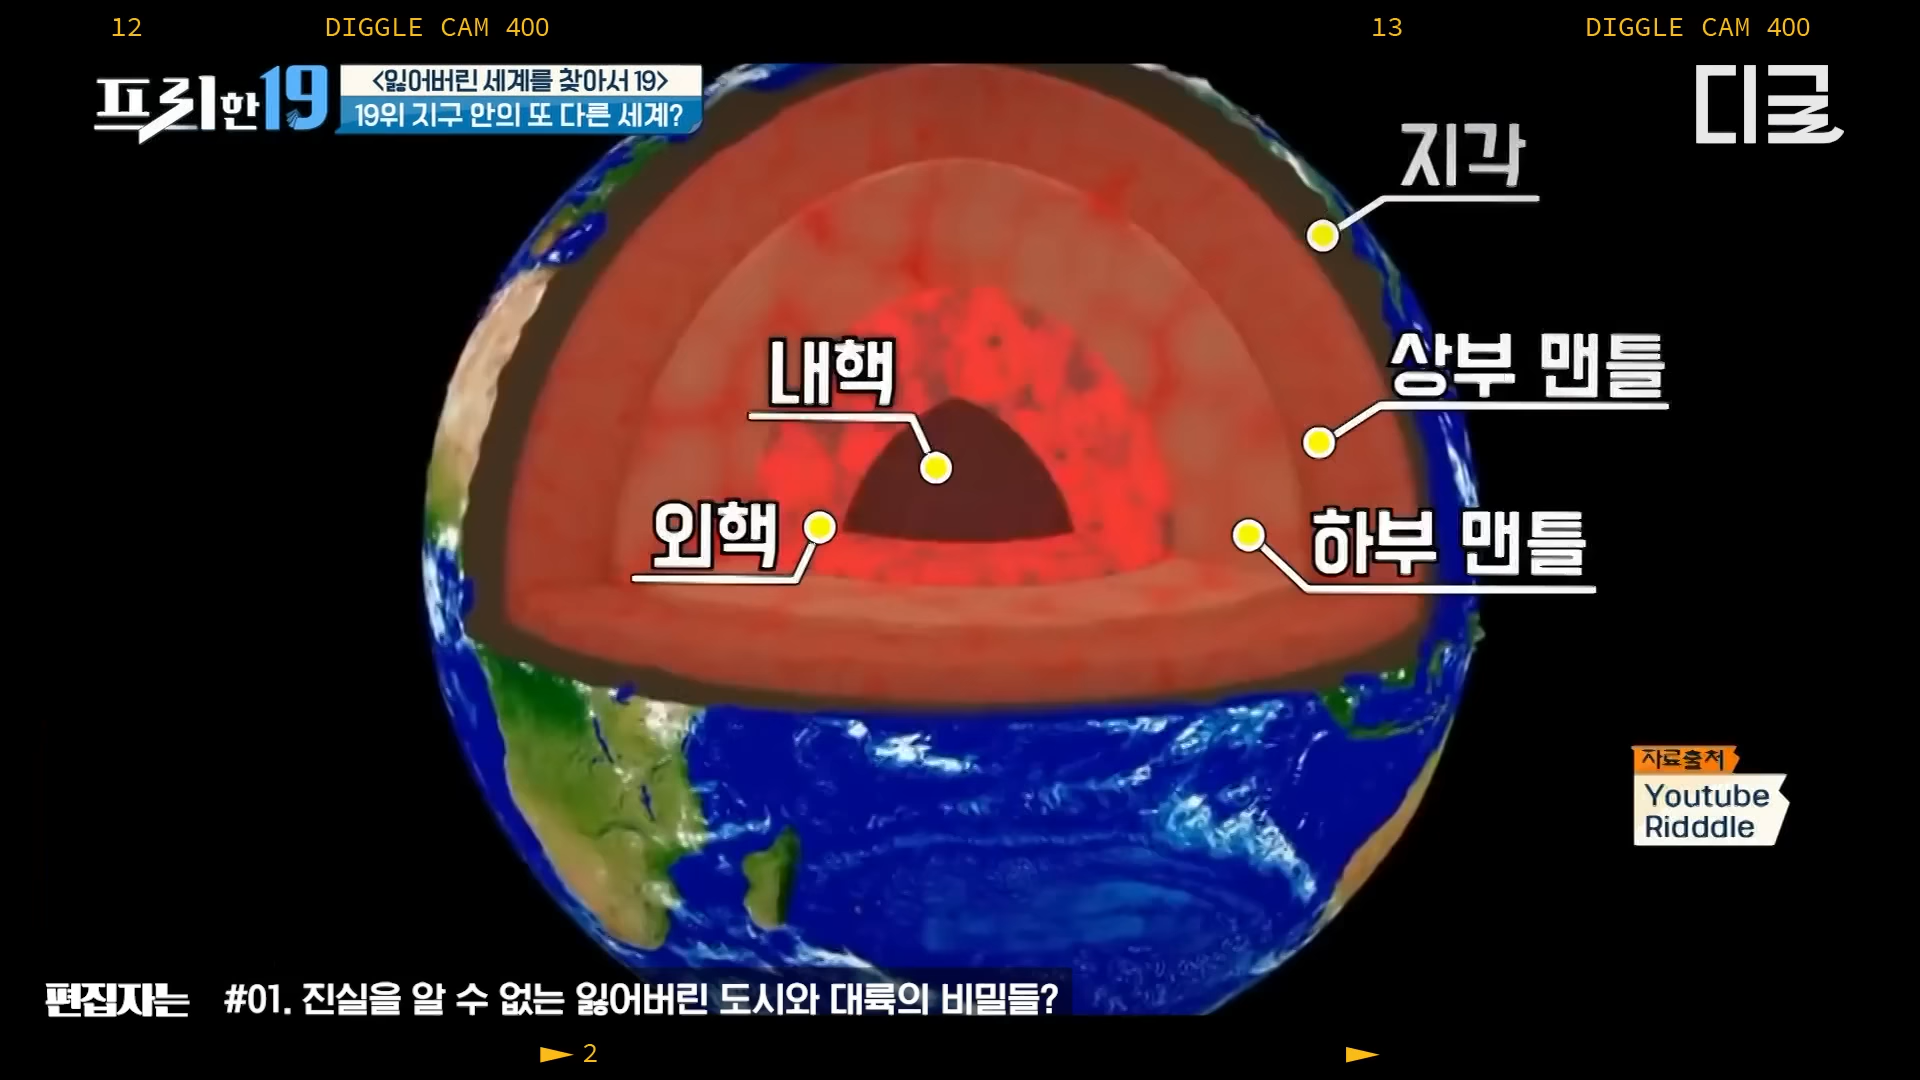 12 DIGGLE CAM 400 13 DIGGLE CAM 400
프리한19
<잃어버린 세계를 찾아서 19>
19위 지구 안의 또 다른 세계?
디글
지각
내핵
상부 맨틀
외핵
하부 맨틀
자료출처
Youtube
Ridddle
편집자는 #01. 진실을 알 수 없는 잃어버린 도시와 대륙의 비밀들?
2